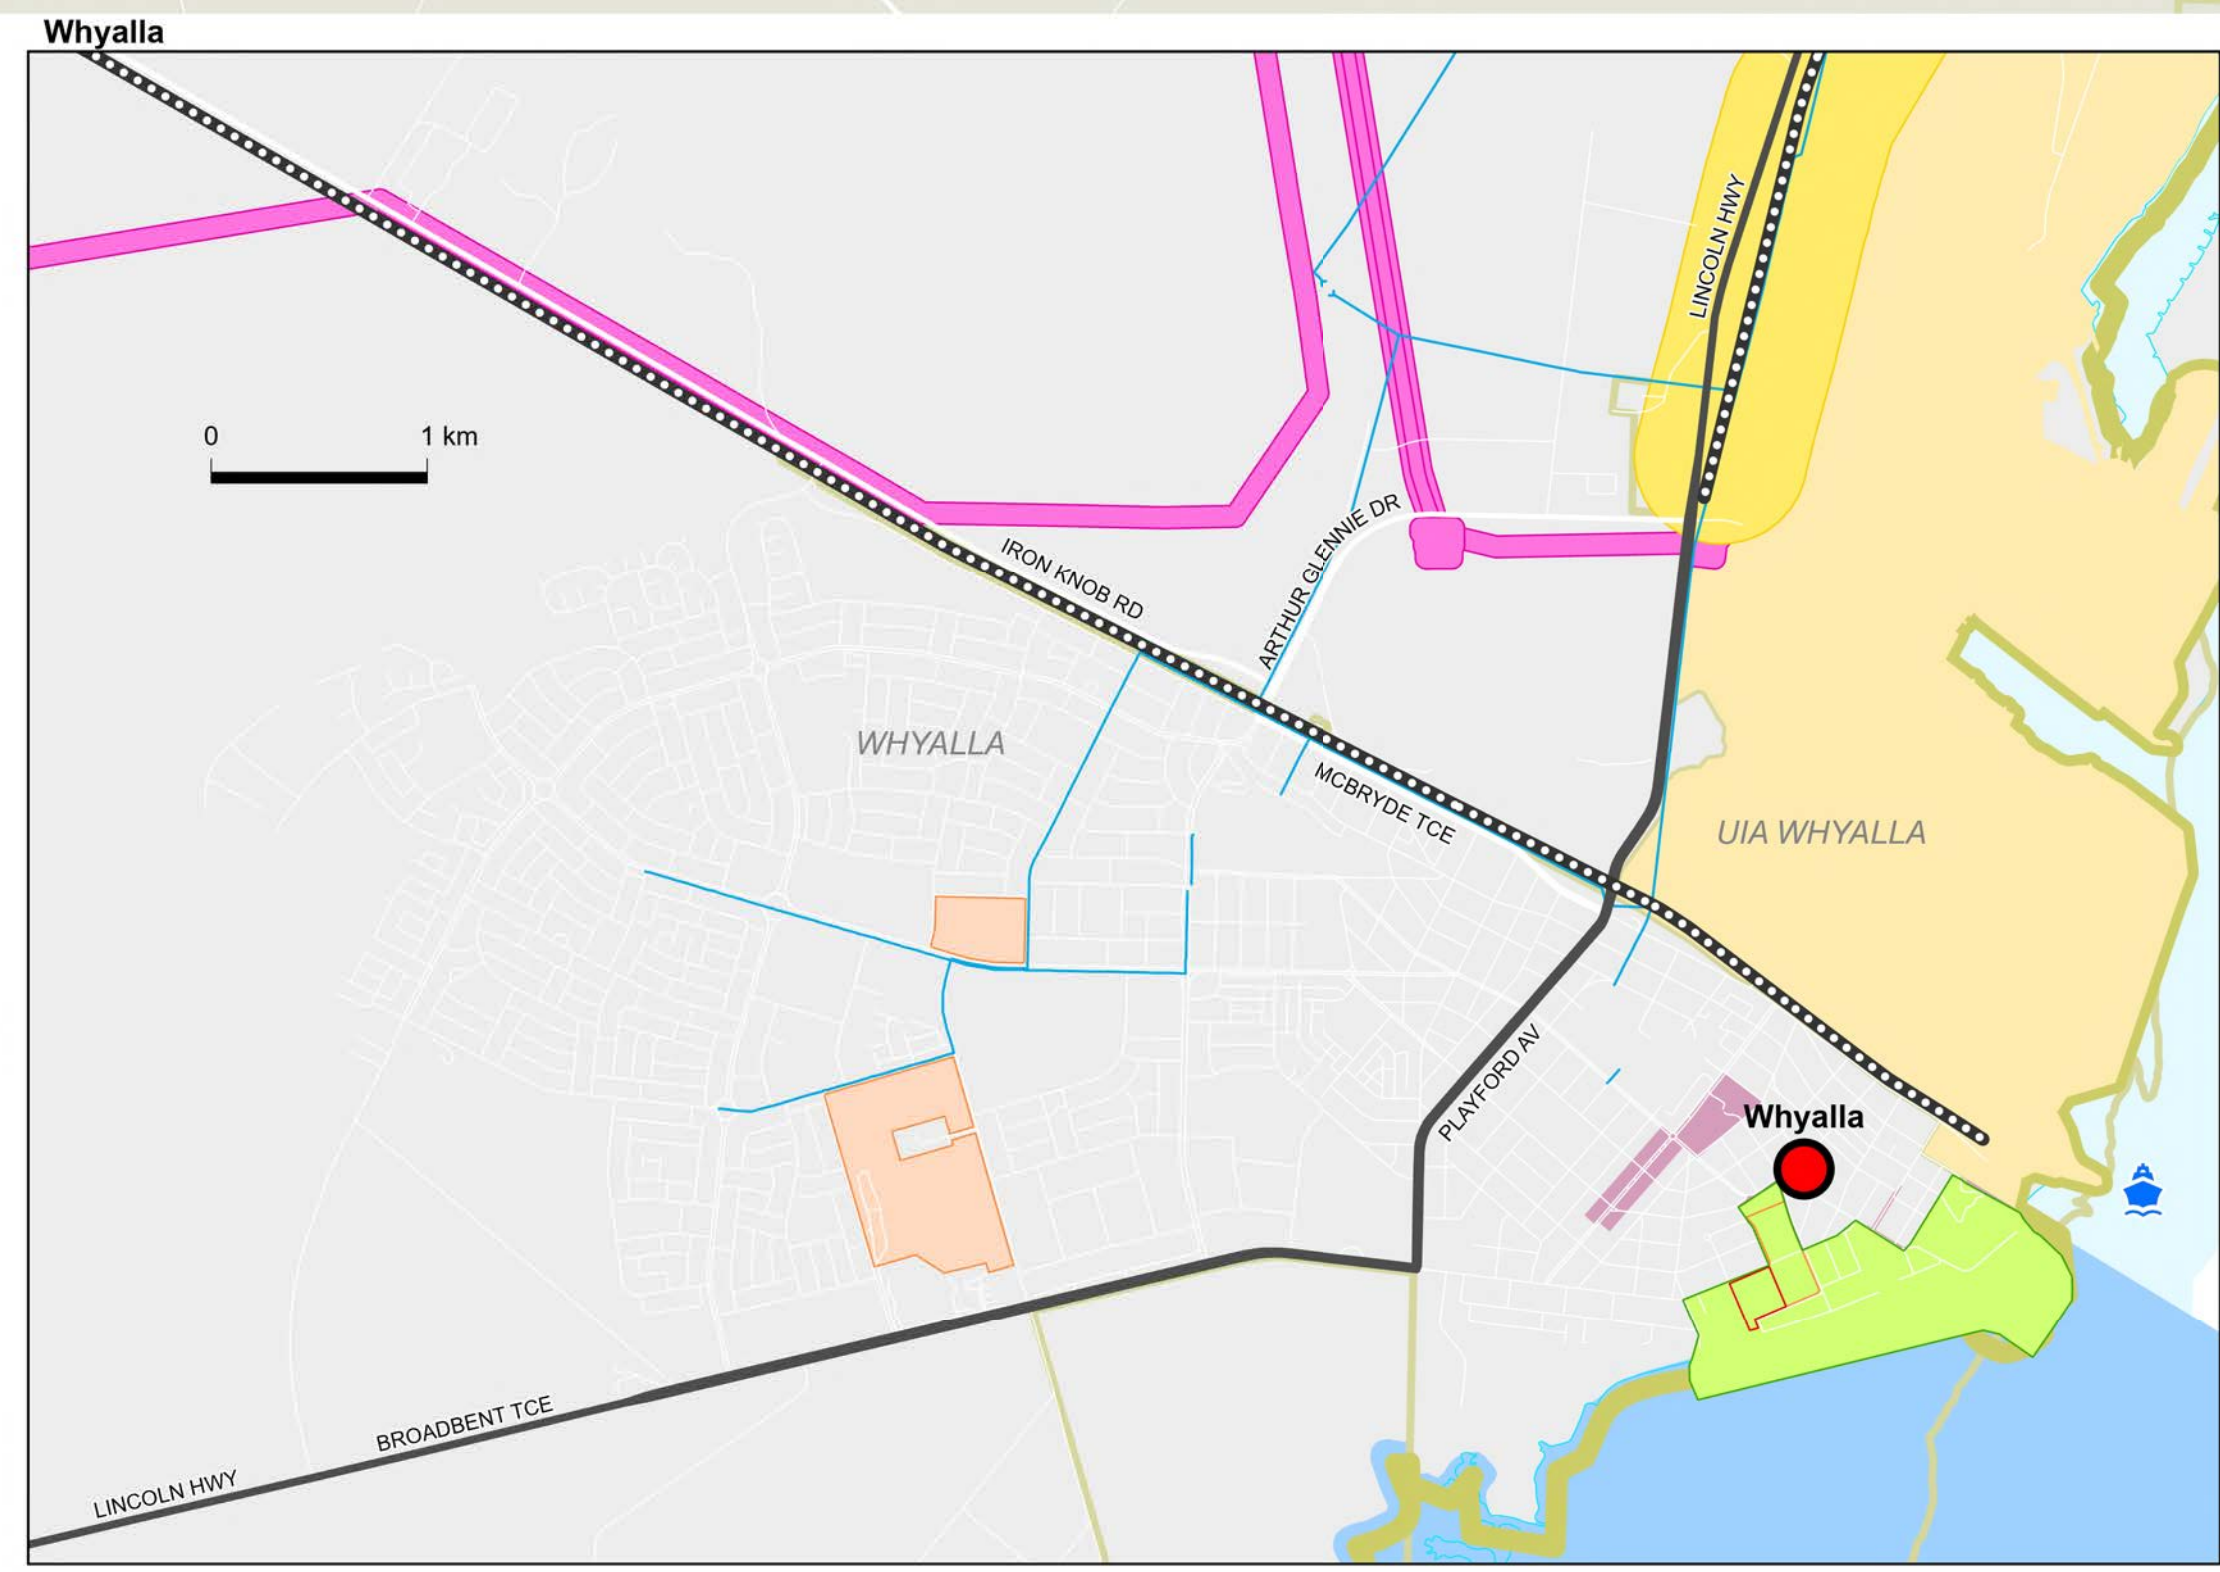 Whyalla
LINCOLN HWY
0 1 km
ARTHUR GLENNIE DR
IRON KNOB RD
WHYALLA
MCBRYDE TCE
UIA WHYALLA
PLAYFORD AV
Whyalla
BROADBENT TCE
LINCOLN HWY